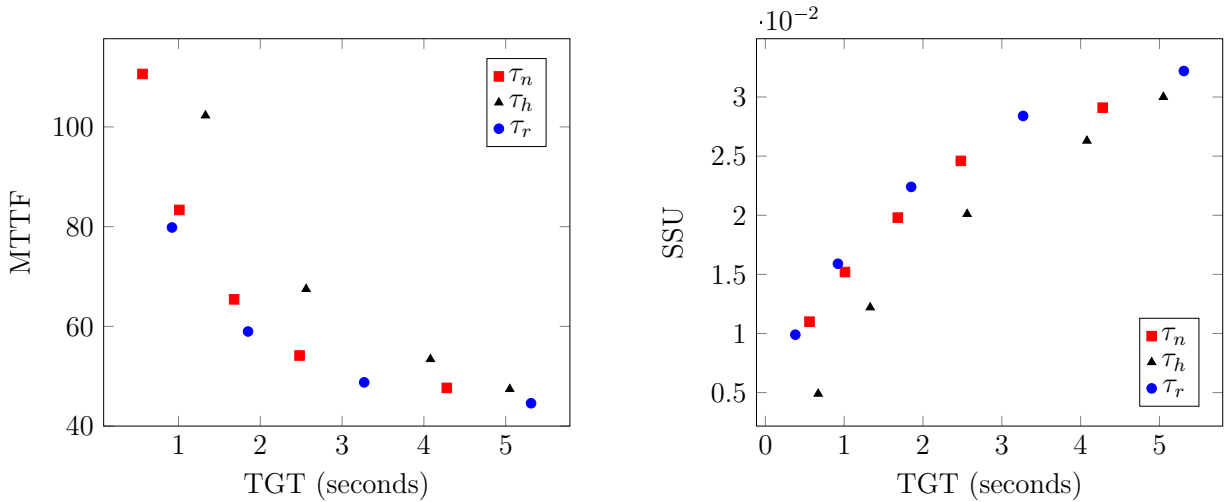 MTTF
100
80
60
40
1 2 3 4 5
TGT (seconds)
τn
τh
τr
·10−2
SSU
3
2.5
2
1.5
1
0.5
0 1 2 3 4 5
TGT (seconds)
τn
τh
τr